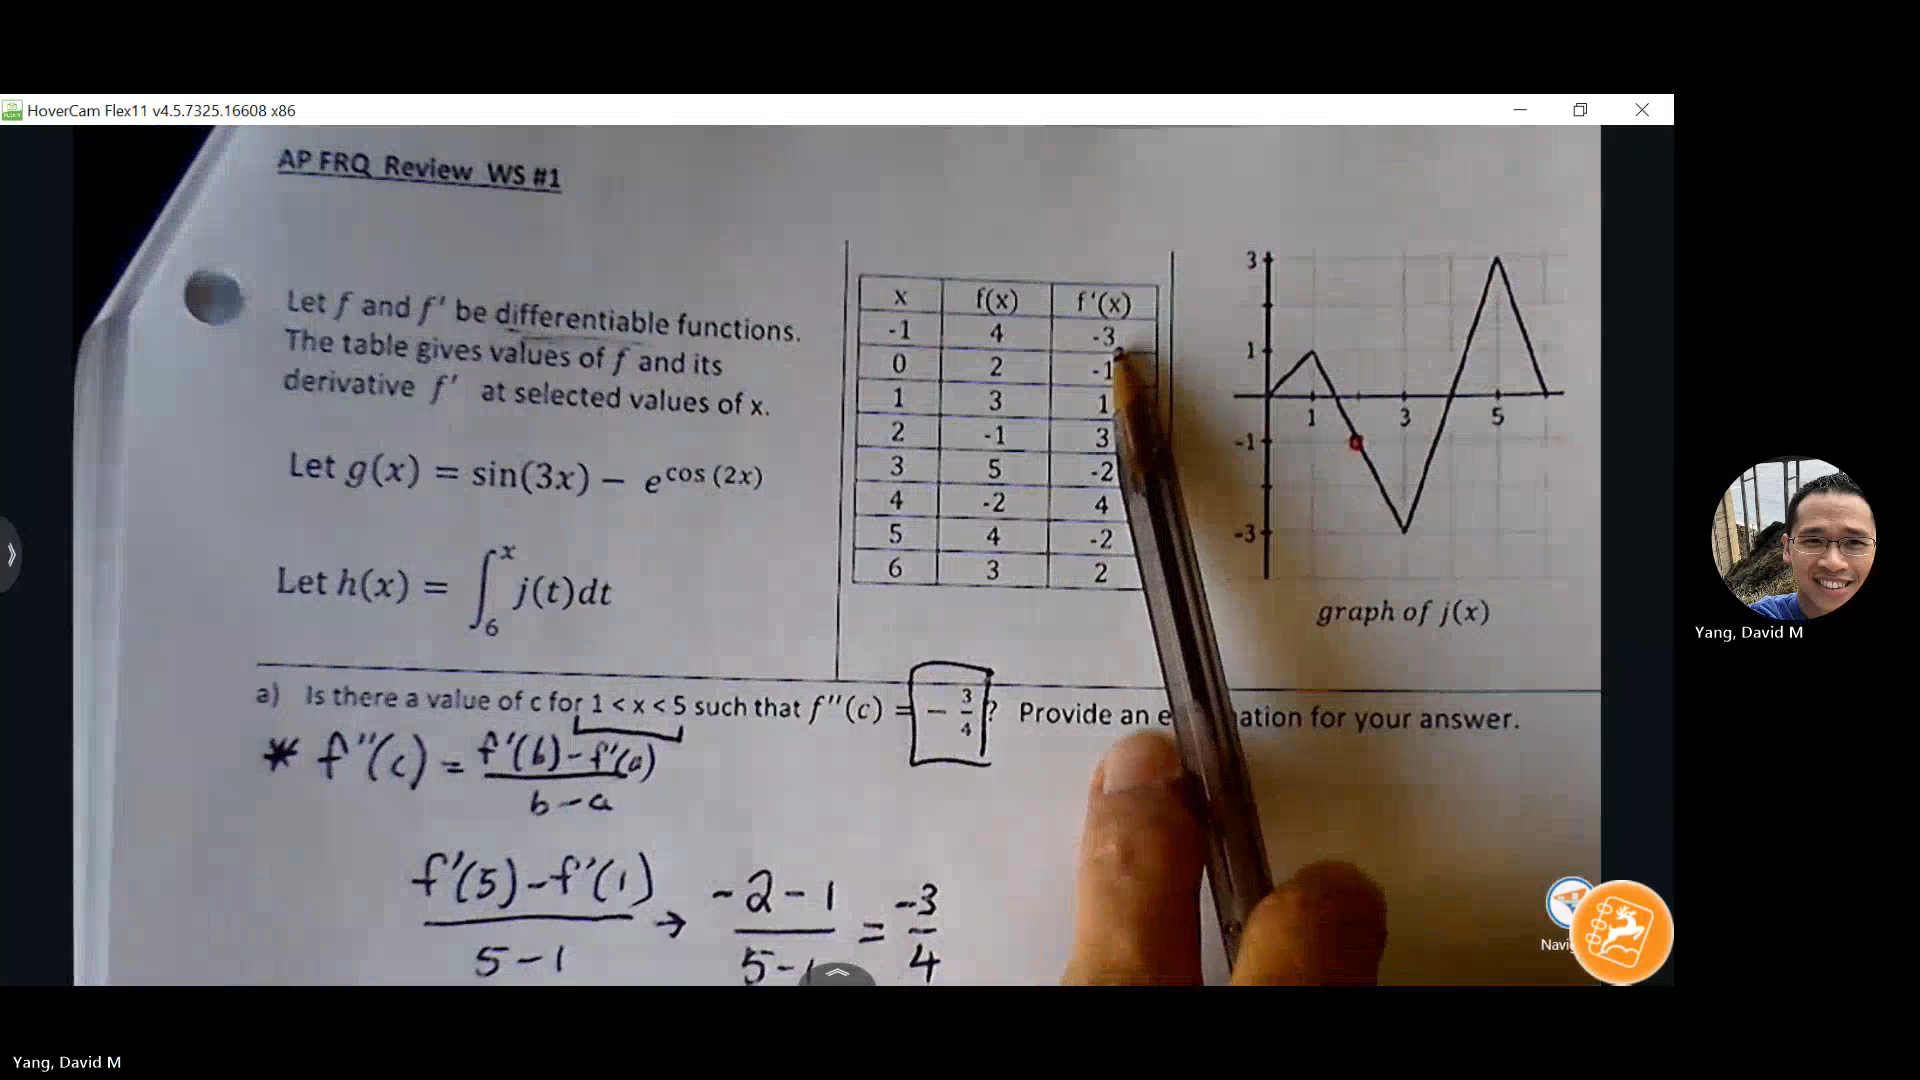 HoverCam Flex11 v4.5.7325.16608 x86
AP FRQ Review WS #1
Let f and f' be differentiable functions.
The table gives values of f and its
derivative f' at selected values of x.
Let g(x) = sin(3x) − e^cos (2x)
Let h(x) = ∫_6^x j(t)dt
x f(x) f'(x)
-1 4 -3
0 2 -1
1 3 1
2 -1 3
3 5 -2
4 -2 4
5 4 -2
6 3 2
3
1
1 3 5
-1
-3
graph of j(x)
a) Is there a value of c for 1 < x < 5 such that f''(c) = − 3/4 ? Provide an for your answer.
* f''(c) = f'(b) - f'(a) / b - a
f'(5) - f'(1) / 5 - 1 → -2 - 1 / 5 - 1 = -3 / 4
Yang, David M
Yang, David M